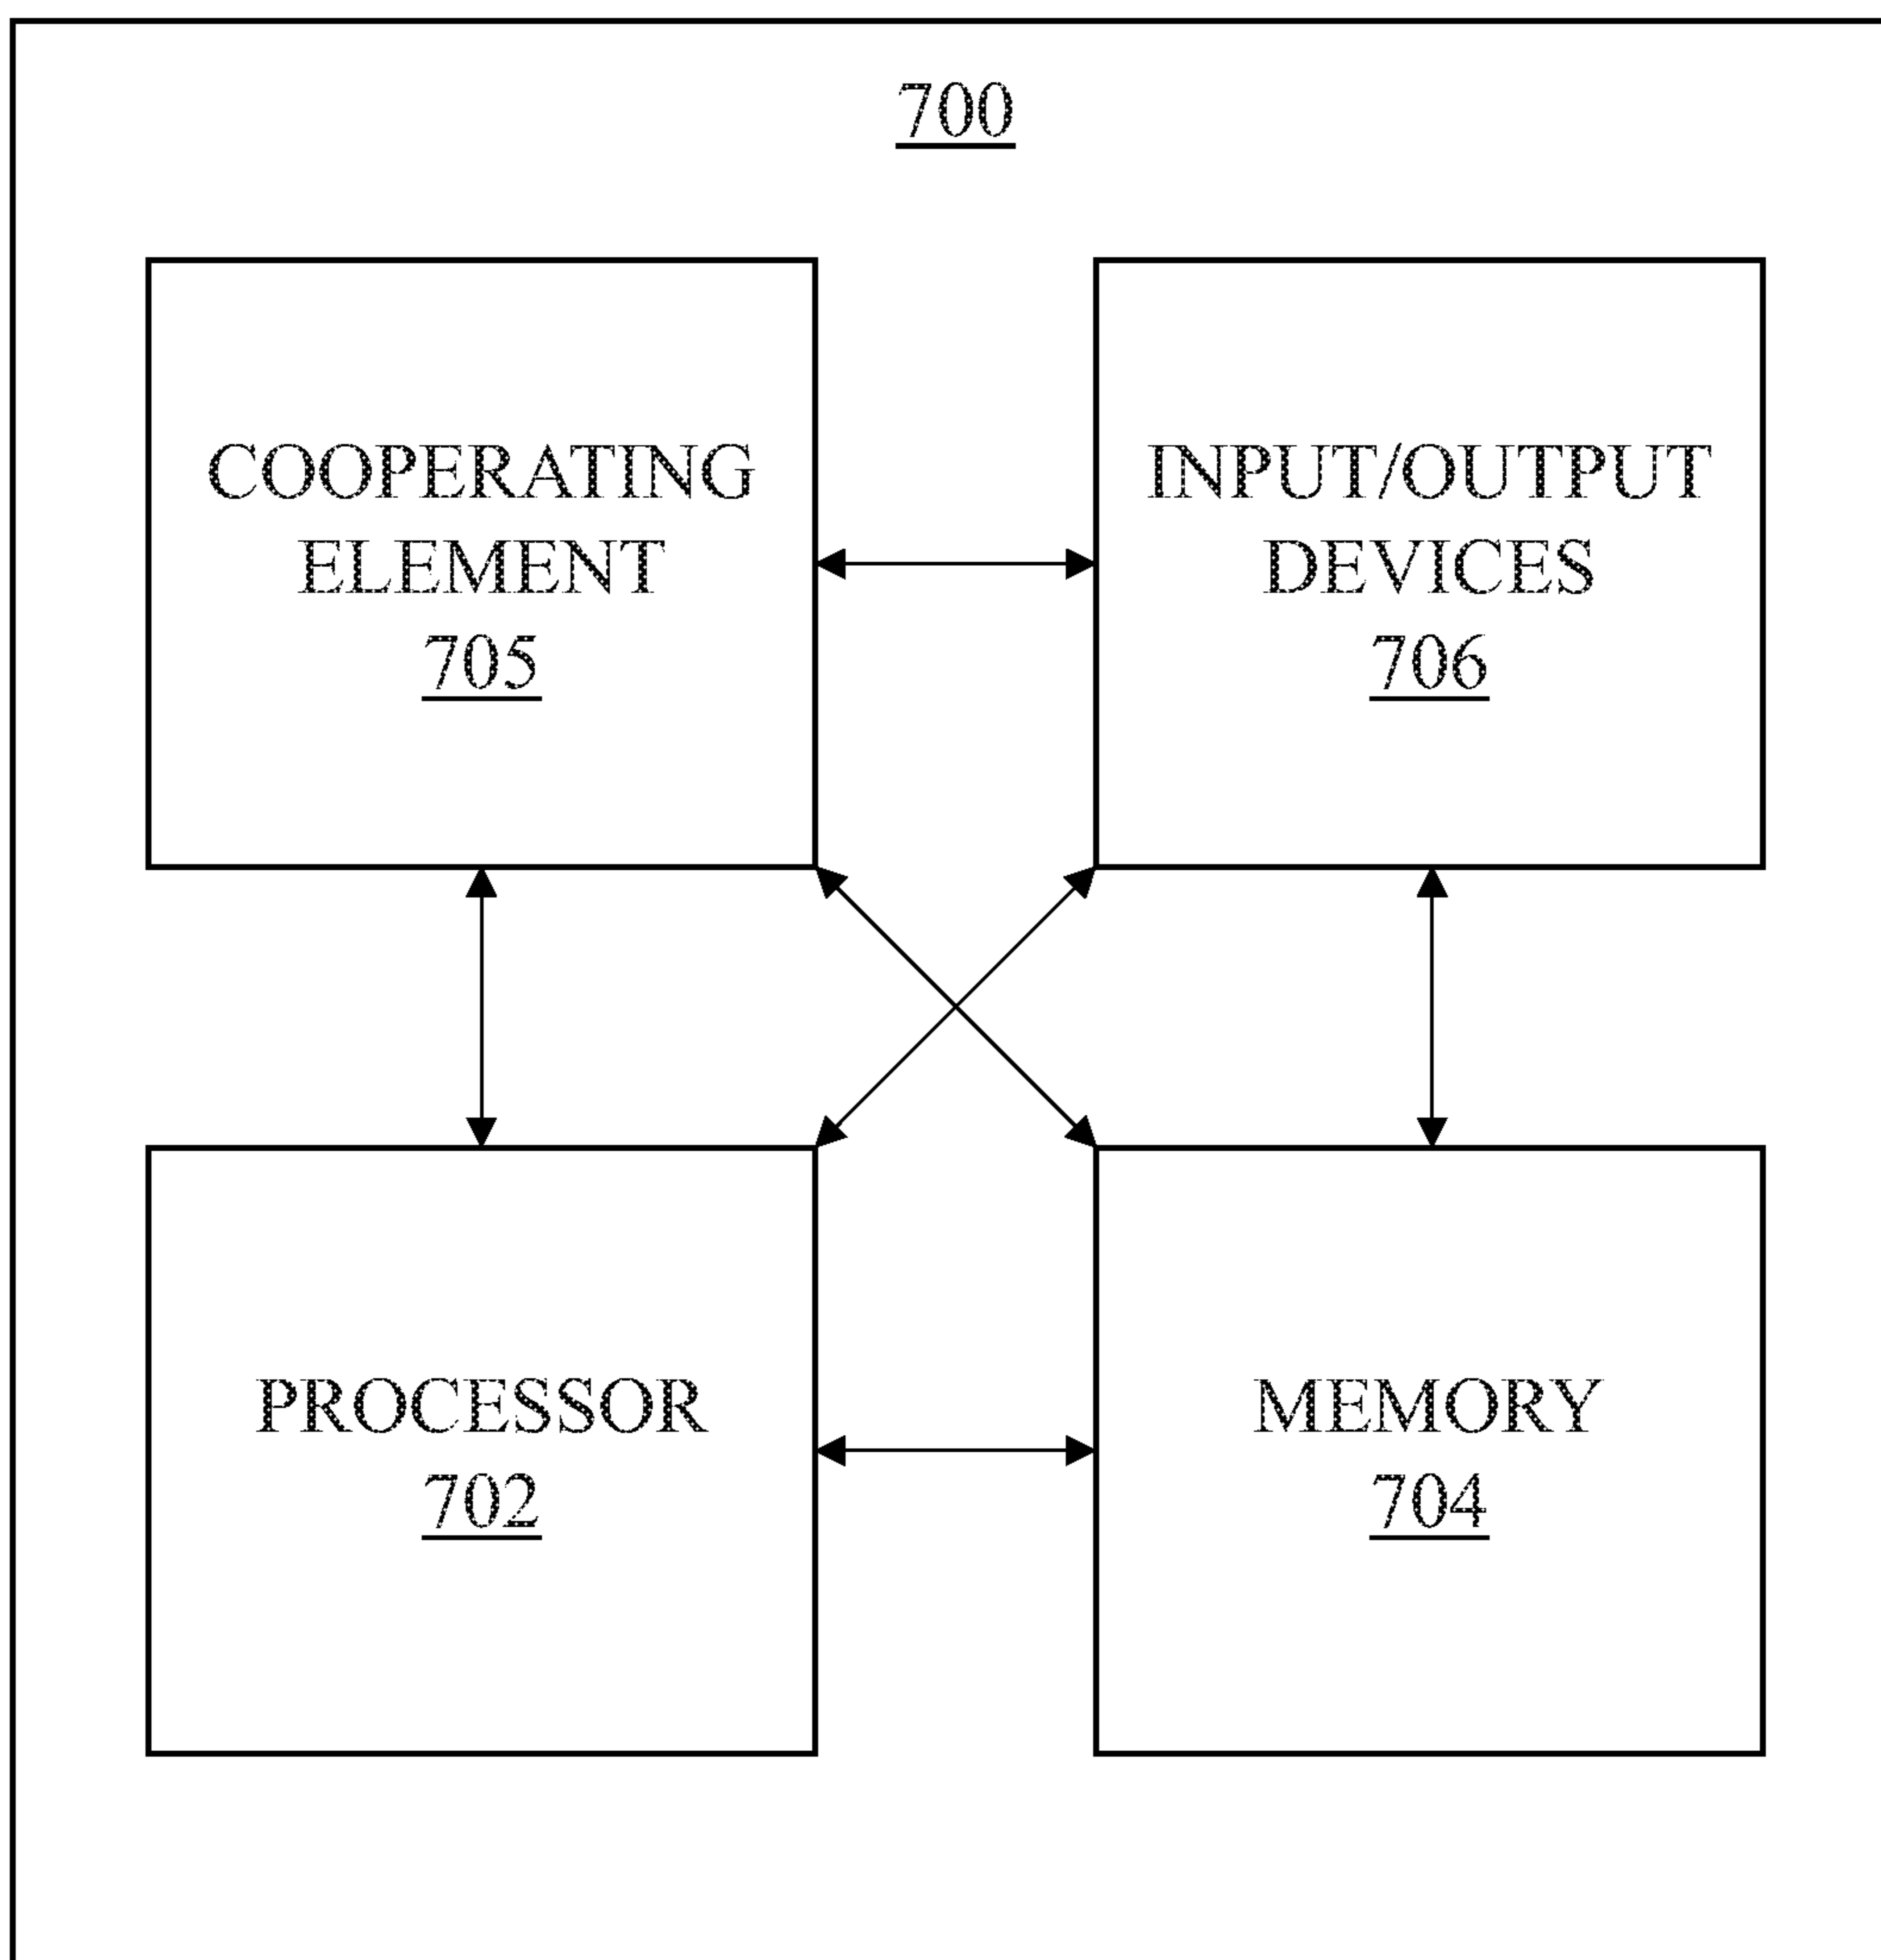 700
COOPERATING
ELEMENT
705
INPUT/OUTPUT
DEVICES
706
PROCESSOR
702
MEMORY
704